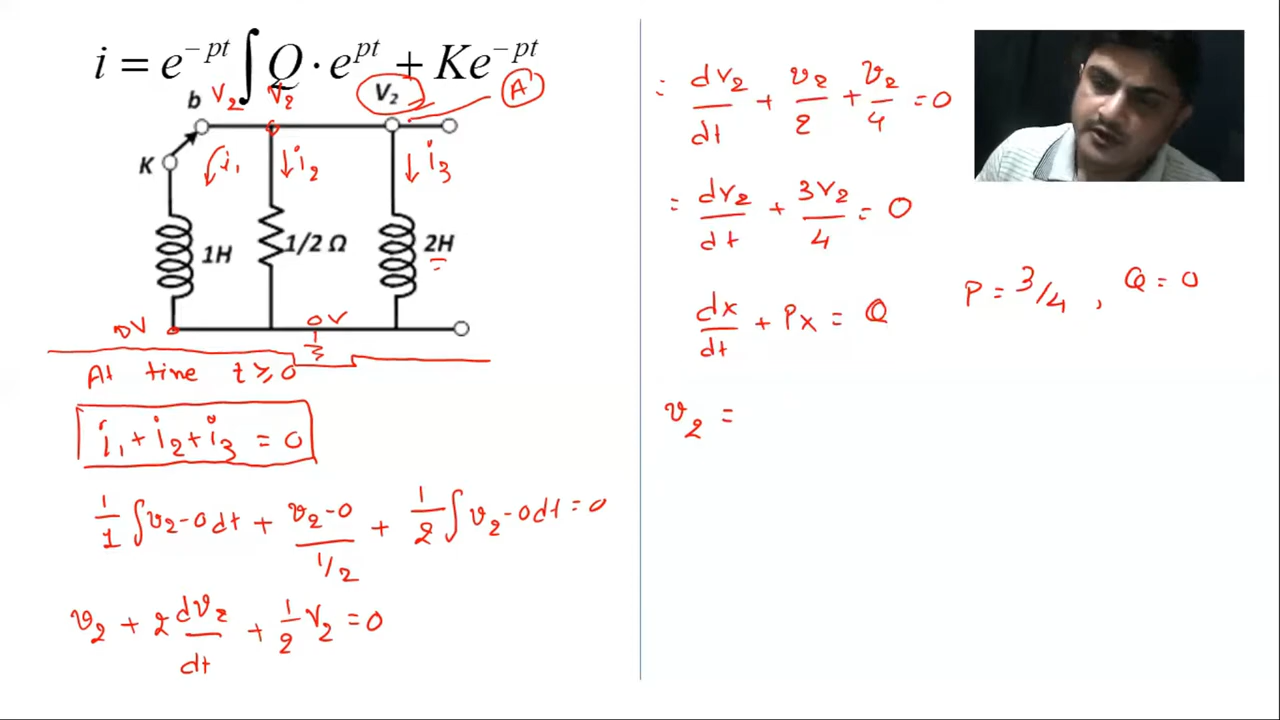 i = e^{-pt} ∫ Q · e^{pt} + Ke^{-pt}
b V₂ V₂ V₂ A
K i₁ ↓ i₂ ↓ i₃
1H 1/2 Ω 2H
0V 0V
At time t ≥ 0
i₁ + i₂ + i₃ = 0
1/1 ∫ v₂-0 dt + (v₂-0)/(1/2) + 1/2 ∫ v₂-0 dt = 0
v₂ + 2 dv₂/dt + 1/2 v₂ = 0
= dv₂/dt + v₂/2 + v₂/4 = 0
= dv₂/dt + 3v₂/4 = 0
dx/dt + Px = Q
P = 3/4 , Q = 0
v₂ =